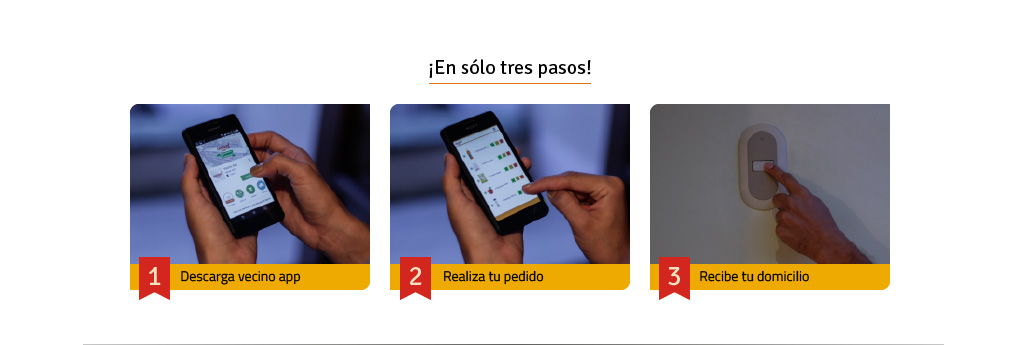 ¡En sólo tres pasos!
1 Descarga vecino app
2 Realiza tu pedido
3 Recibe tu domicilio